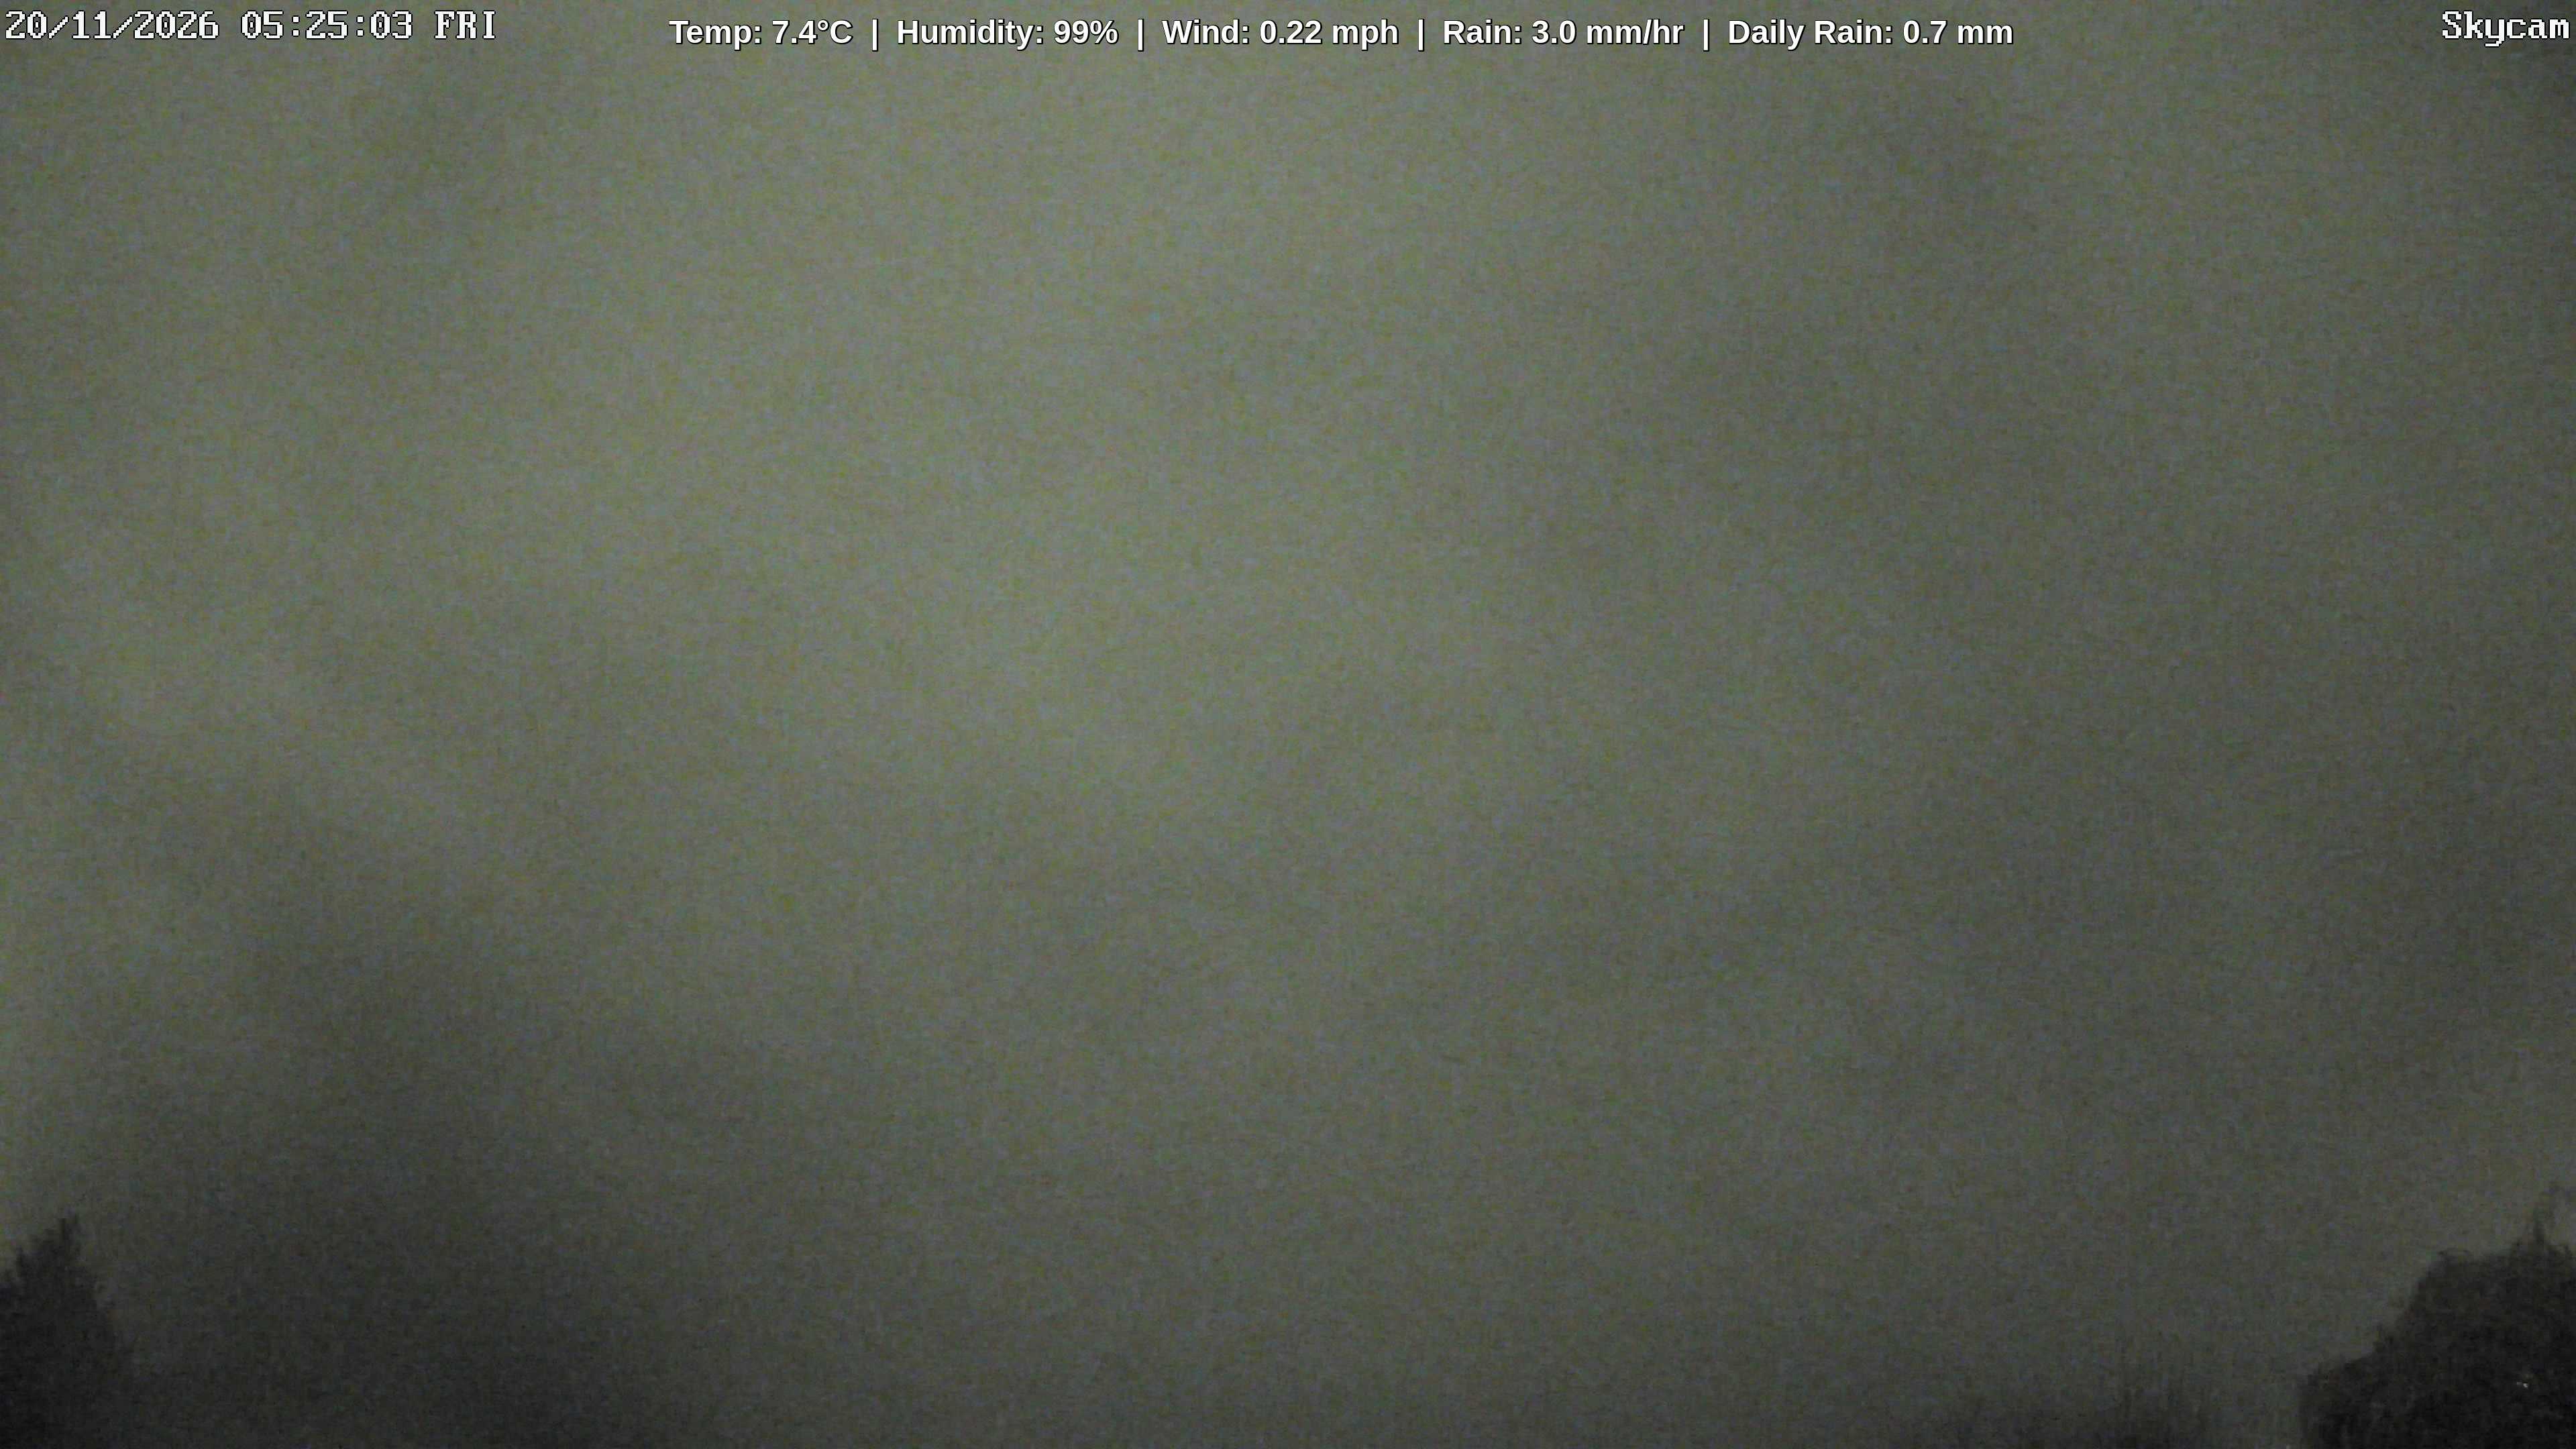 20/11/2026 05:25:03 FRI
Temp: 7.4°C | Humidity: 99% | Wind: 0.22 mph | Rain: 3.0 mm/hr | Daily Rain: 0.7 mm
Skycam